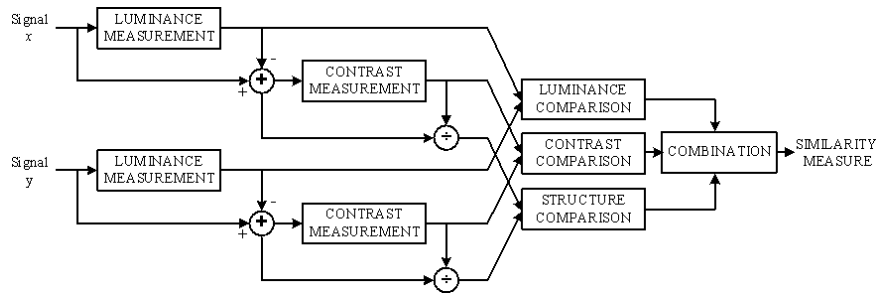 Signal
x
LUMINANCE
MEASUREMENT
-
+
+
CONTRAST
MEASUREMENT
÷
Signal
y
LUMINANCE
MEASUREMENT
-
+
+
CONTRAST
MEASUREMENT
÷
LUMINANCE
COMPARISON
CONTRAST
COMPARISON
STRUCTURE
COMPARISON
COMBINATION
SIMILARITY
MEASURE